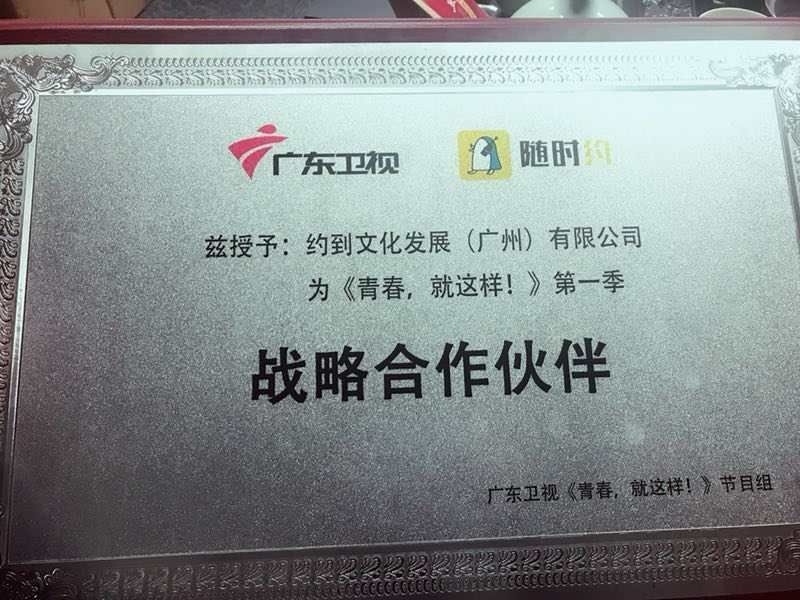 广东卫视 随时约
兹授予：约到文化发展（广州）有限公司
为《青春，就这样！》第一季
战略合作伙伴
广东卫视《青春，就这样！》节目组